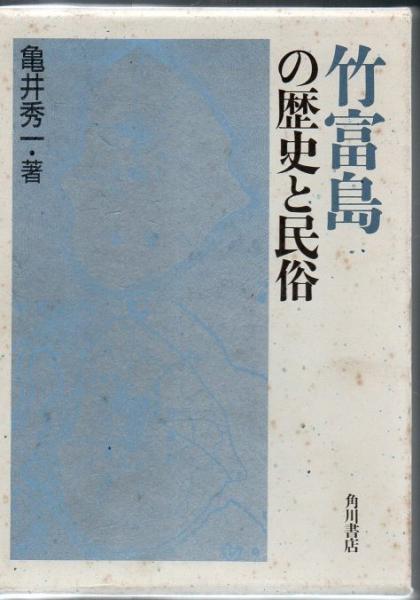 竹富島
の歴史と民俗
亀井秀一・著
角川書店